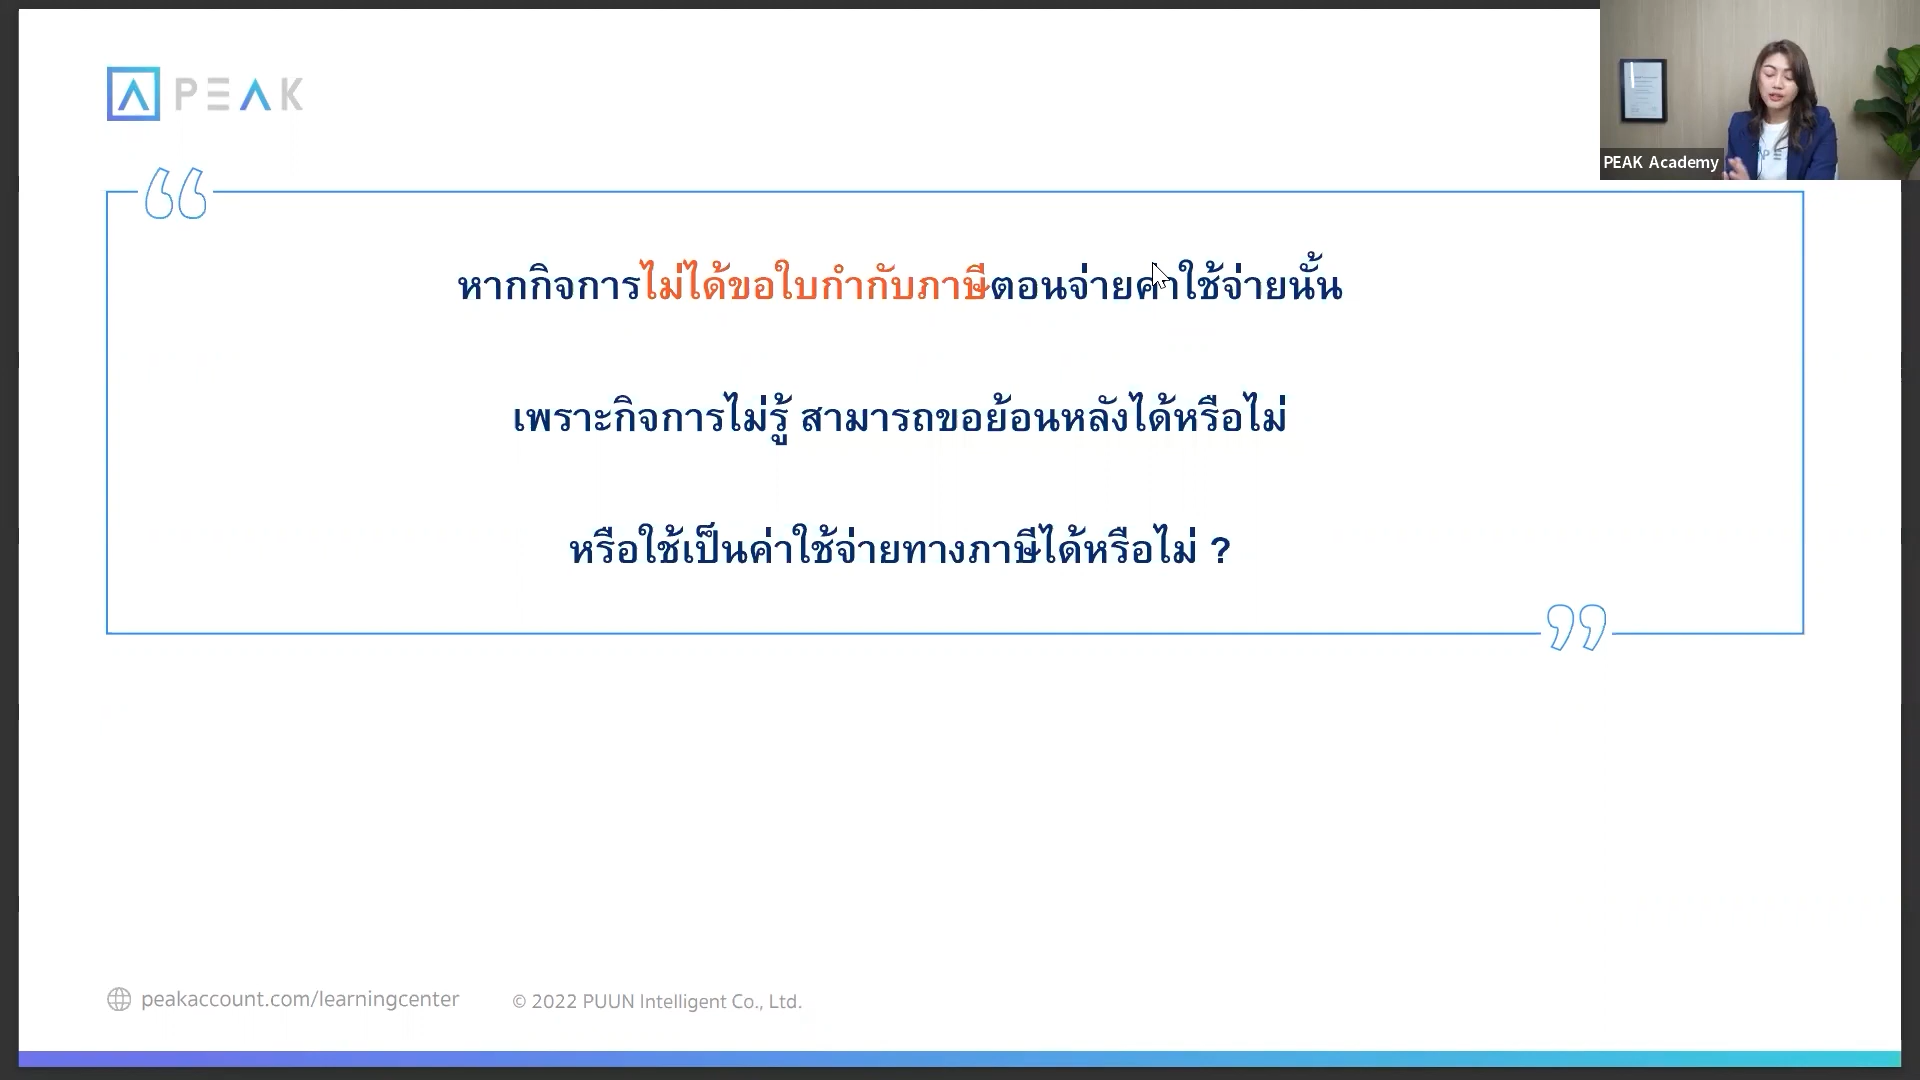 PEAK
PEAK Academy
หากกิจการไม่ได้ขอใบกำกับภาษีตอนจ่ายค่าใช้จ่ายนั้น
เพราะกิจการไม่รู้ สามารถขอย้อนหลังได้หรือไม่
หรือใช้เป็นค่าใช้จ่ายทางภาษีได้หรือไม่ ?
peakaccount.com/learningcenter
© 2022 PUUN Intelligent Co., Ltd.